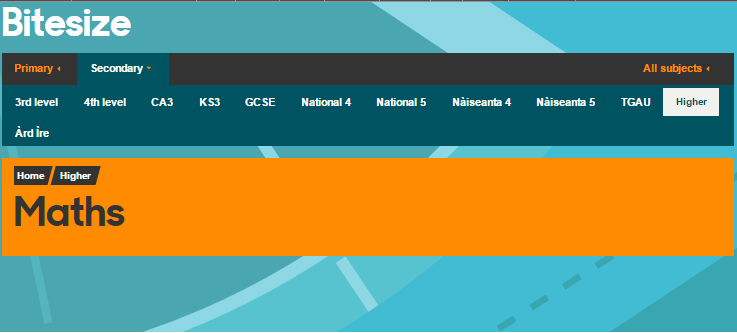 Bitesize
Primary Secondary All subjects
3rd level 4th level CA3 KS3 GCSE National 4 National 5 Nàiseanta 4 Nàiseanta 5 TGAU Higher
Àrd Ìre
Home Higher
Maths